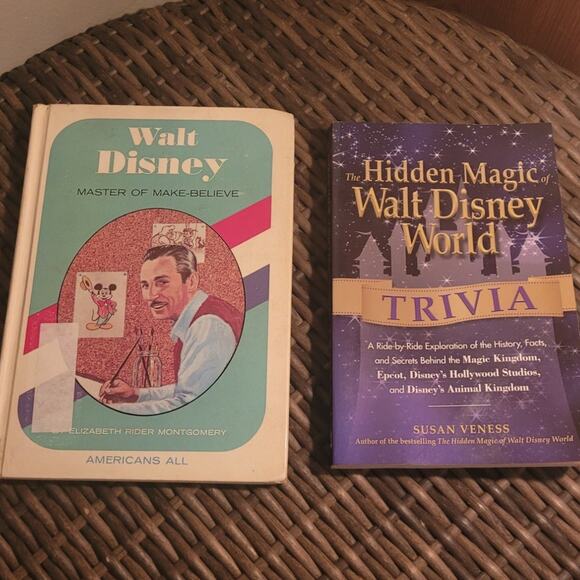 Walt
Disney
MASTER OF MAKE-BELIEVE
ELIZABETH RIDER MONTGOMERY
AMERICANS ALL
The Hidden Magic of
Walt Disney
World
TRIVIA
A Ride-by-Ride Exploration of the History, Facts,
and Secrets Behind the Magic Kingdom,
Epcot, Disney's Hollywood Studios,
and Disney's Animal Kingdom
SUSAN VENESS
Author of the bestselling The Hidden Magic of Walt Disney World